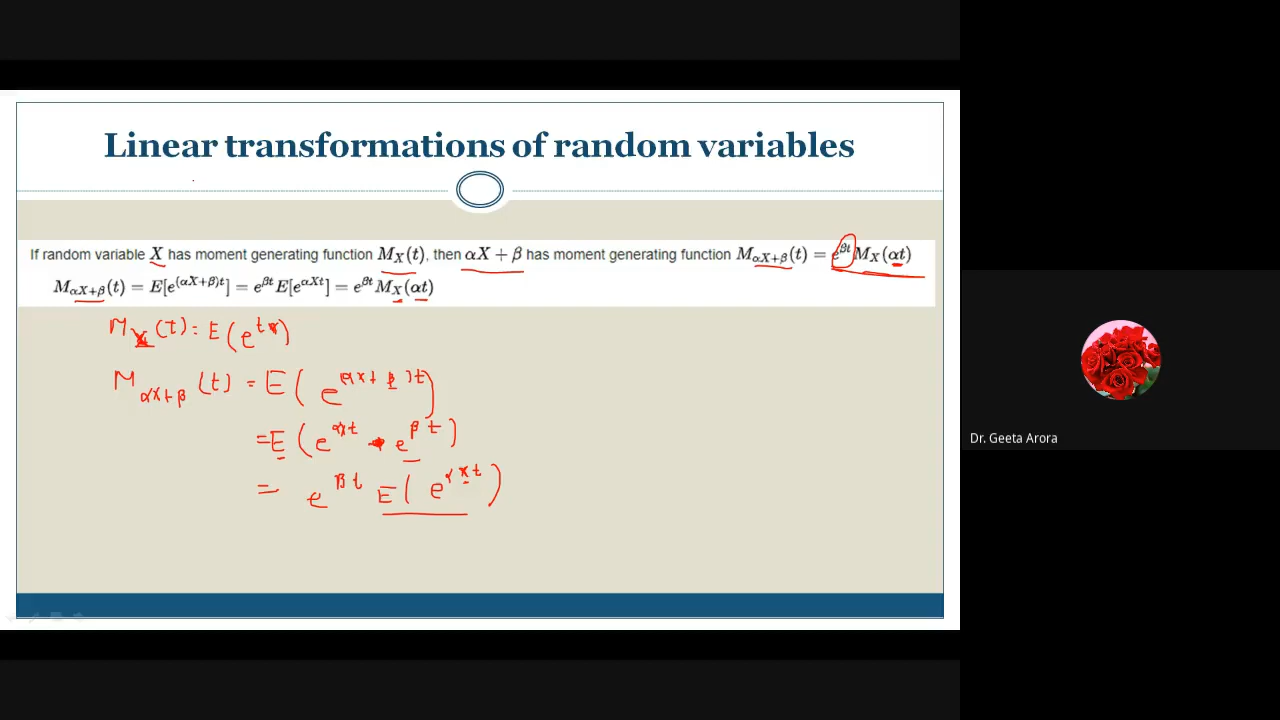 Linear transformations of random variables
If random variable X has moment generating function M_X(t), then αX + β has moment generating function M_{αX+β}(t) = e^{βt} M_X(αt)
M_{αX+β}(t) = E[e^{(αX+β)t}] = e^{βt} E[e^{αXt}] = e^{βt} M_X(αt)
M_X(t) = E(e^{tx})
M_{αX+β}(t) = E(e^{(αX+β)t})
= E(e^{αXt} · e^{βt})
= e^{βt} E(e^{αXt})
Dr. Geeta Arora